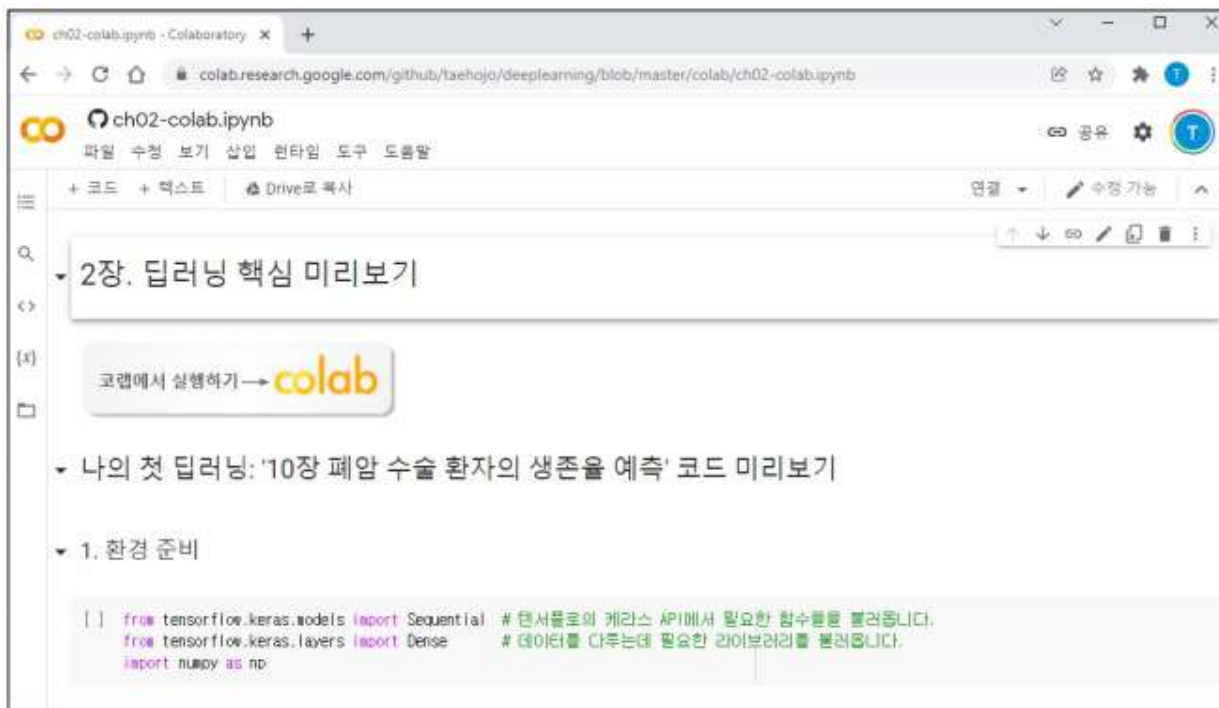 ch02-colab.ipynb - Colaboratory
colab.research.google.com/github/taehojo/deeplearning/blob/master/colab/ch02-colab.ipynb
T
CO
ch02-colab.ipynb
공유
T
파일 수정 보기 삽입 런타임 도구 도움말
+ 코드 + 텍스트 Drive로 복사 연결 수정 가능
2장. 딥러닝 핵심 미리보기
{x}
코랩에서 실행하기→ colab
나의 첫 딥러닝: '10장 폐암 수술 환자의 생존율 예측' 코드 미리보기
1. 환경 준비
[ ] from tensorflow.keras.models import Sequential # 텐서플로의 케라스 API에서 필요한 함수들을 불러옵니다.
from tensorflow.keras.layers import Dense # 데이터를 다루는데 필요한 라이브러리를 불러옵니다.
import numpy as np